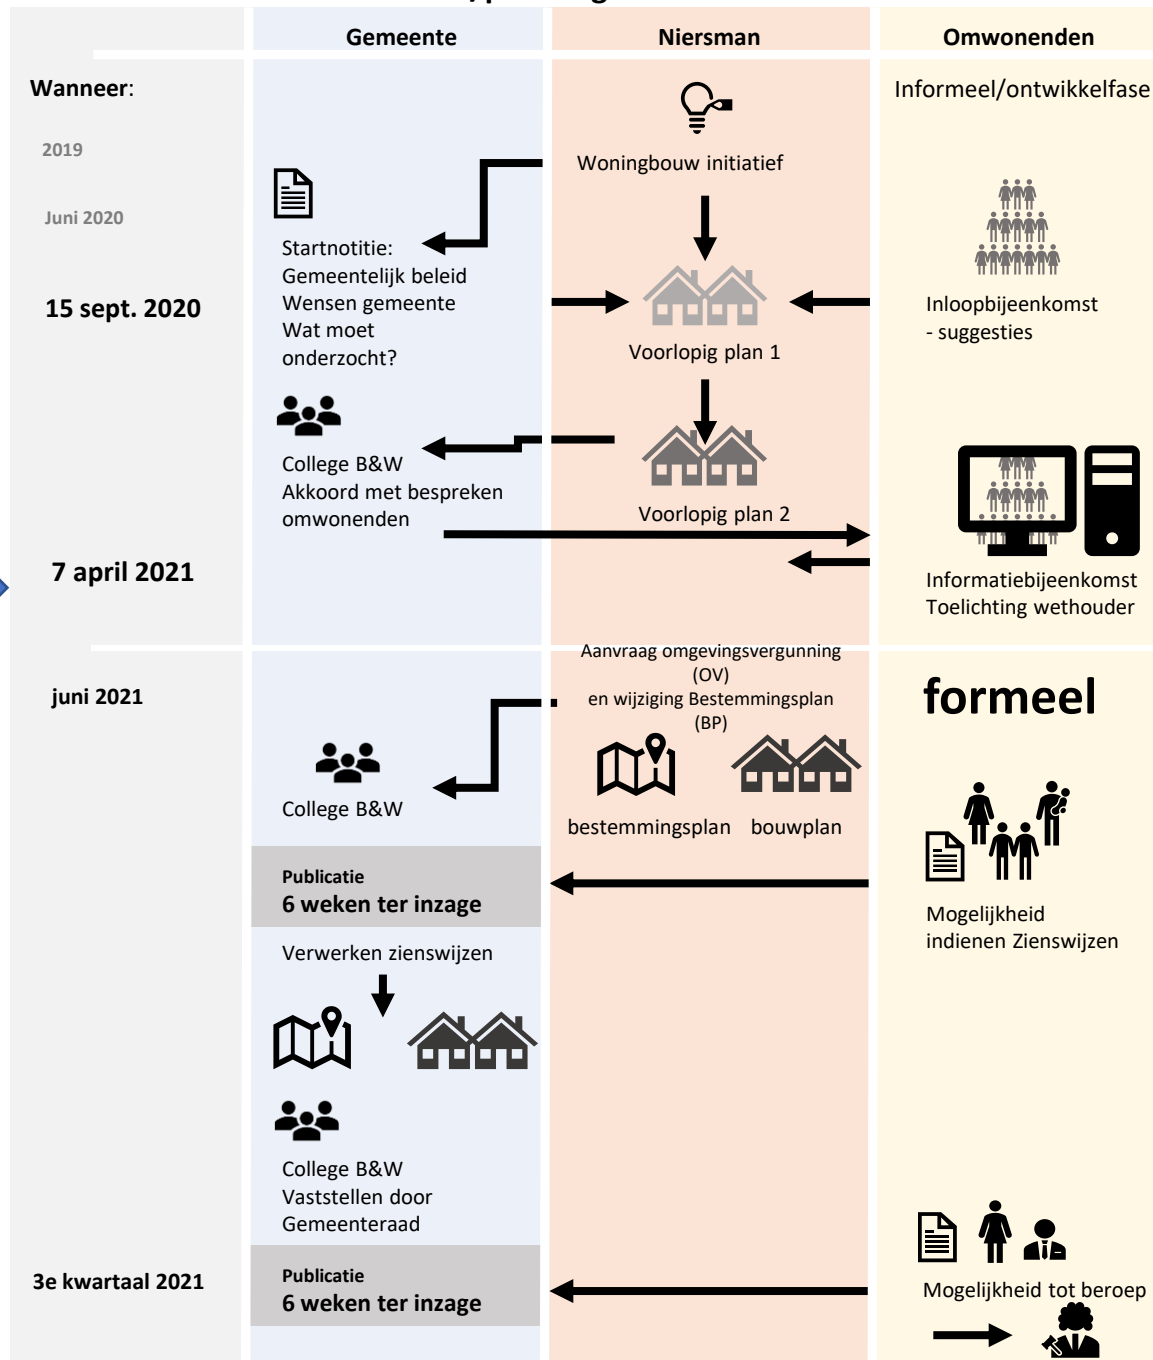 Gemeente
Niersman
Omwonenden
Wanneer:
Informeel/ontwikkelfase
2019
Woningbouw initiatief
Juni 2020
Startnotitie:
Gemeentelijk beleid
Wensen gemeente
Wat moet
onderzocht?
15 sept. 2020
Voorlopig plan 1
Inloopbijeenkomst
- suggesties
College B&W
Akkoord met bespreken
omwonenden
Voorlopig plan 2
7 april 2021
Informatiebijeenkomst
Toelichting wethouder
juni 2021
Aanvraag omgevingsvergunning
(OV)
en wijziging Bestemmingsplan
(BP)
formeel
College B&W
bestemmingsplan
bouwplan
Publicatie
6 weken ter inzage
Mogelijkheid
indienen Zienswijzen
Verwerken zienswijzen
College B&W
Vaststellen door
Gemeenteraad
3e kwartaal 2021
Publicatie
6 weken ter inzage
Mogelijkheid tot beroep